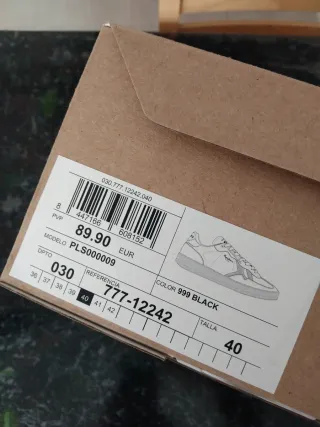 030.777.12242.040
8 447166 608152
PVP 89.90 EUR
MODELO PLS000009
COLOR 999 BLACK
DPTO 030
REFERENCIA 777-12242
TALLA 40
36 37 38 39 40 41 42